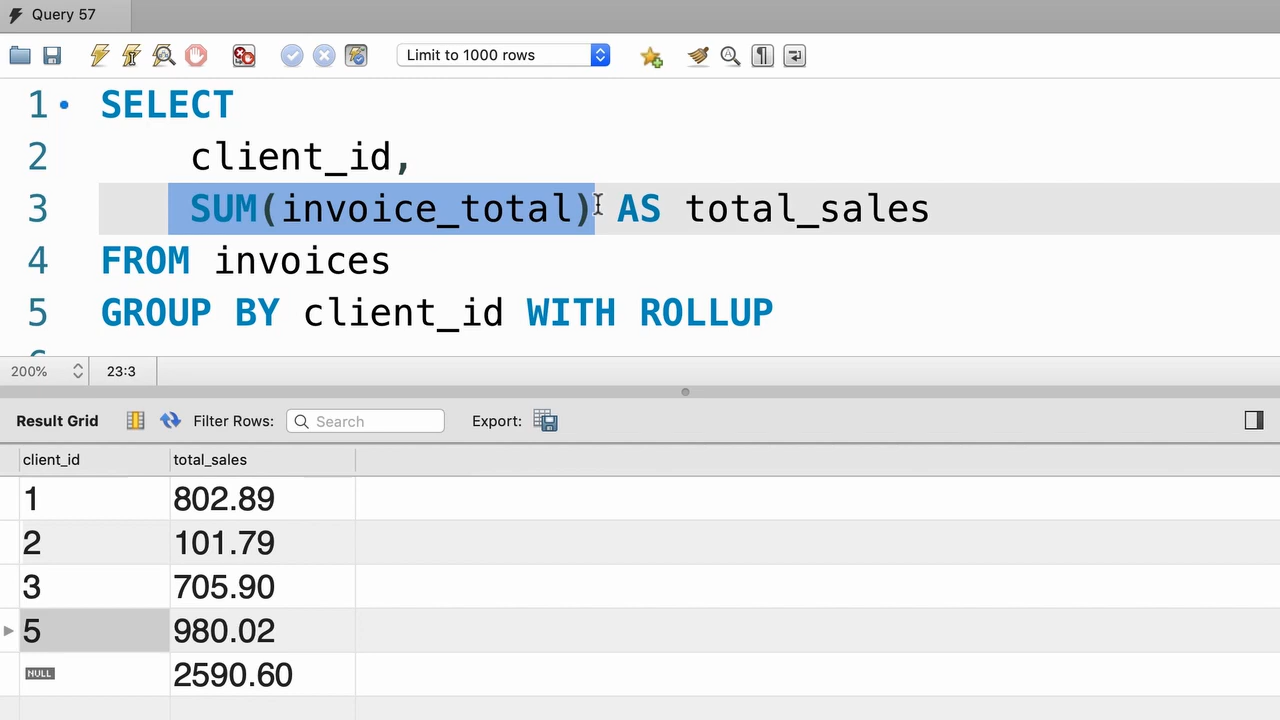 Query 57
Limit to 1000 rows
1 SELECT
2 client_id,
3 SUM(invoice_total) AS total_sales
4 FROM invoices
5 GROUP BY client_id WITH ROLLUP
200% 23:3
Result Grid Filter Rows: Search Export:
client_id total_sales
1 802.89
2 101.79
3 705.90
5 980.02
NULL 2590.60